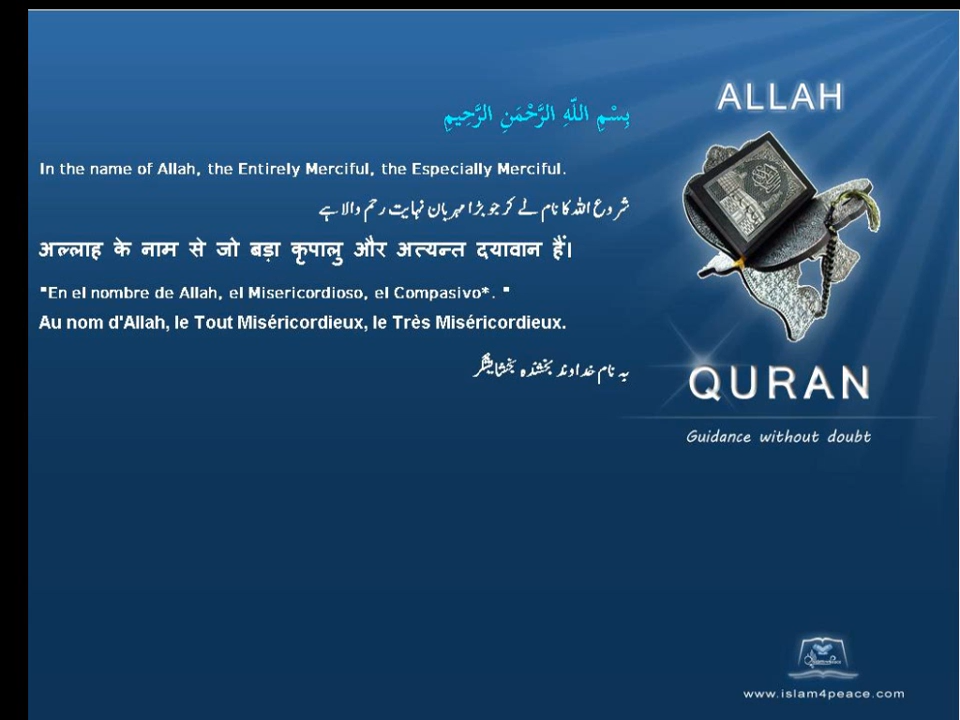 بِسْمِ اللّهِ الرَّحْمَنِ الرَّحِيمِ
In the name of Allah, the Entirely Merciful, the Especially Merciful.
شروع الله کا نام لے کر جو بڑا مہربان نہایت رحم والا ہے
अल्लाह के नाम से जो बड़ा कृपालु और अत्यन्त दयावान हैं।
"En el nombre de Allah, el Misericordioso, el Compasivo*. "
Au nom d'Allah, le Tout Miséricordieux, le Très Miséricordieux.
به نام خداوند بخشنده بخشایشگر
ALLAH
QURAN
Guidance without doubt
www.islam4peace.com